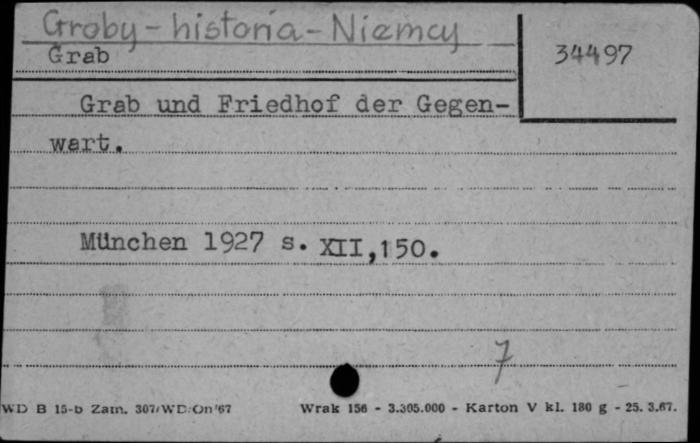 Groby - historia - Niemcy
34497
Grab
Grab und Friedhof der Gegen-
wart.
München 1927 s. XII,150.
7
WD B 15-b Zam. 307/WD/On/67 Wrak 156 - 3.305.000 - Karton V kl. 180 g - 25. 3.67.